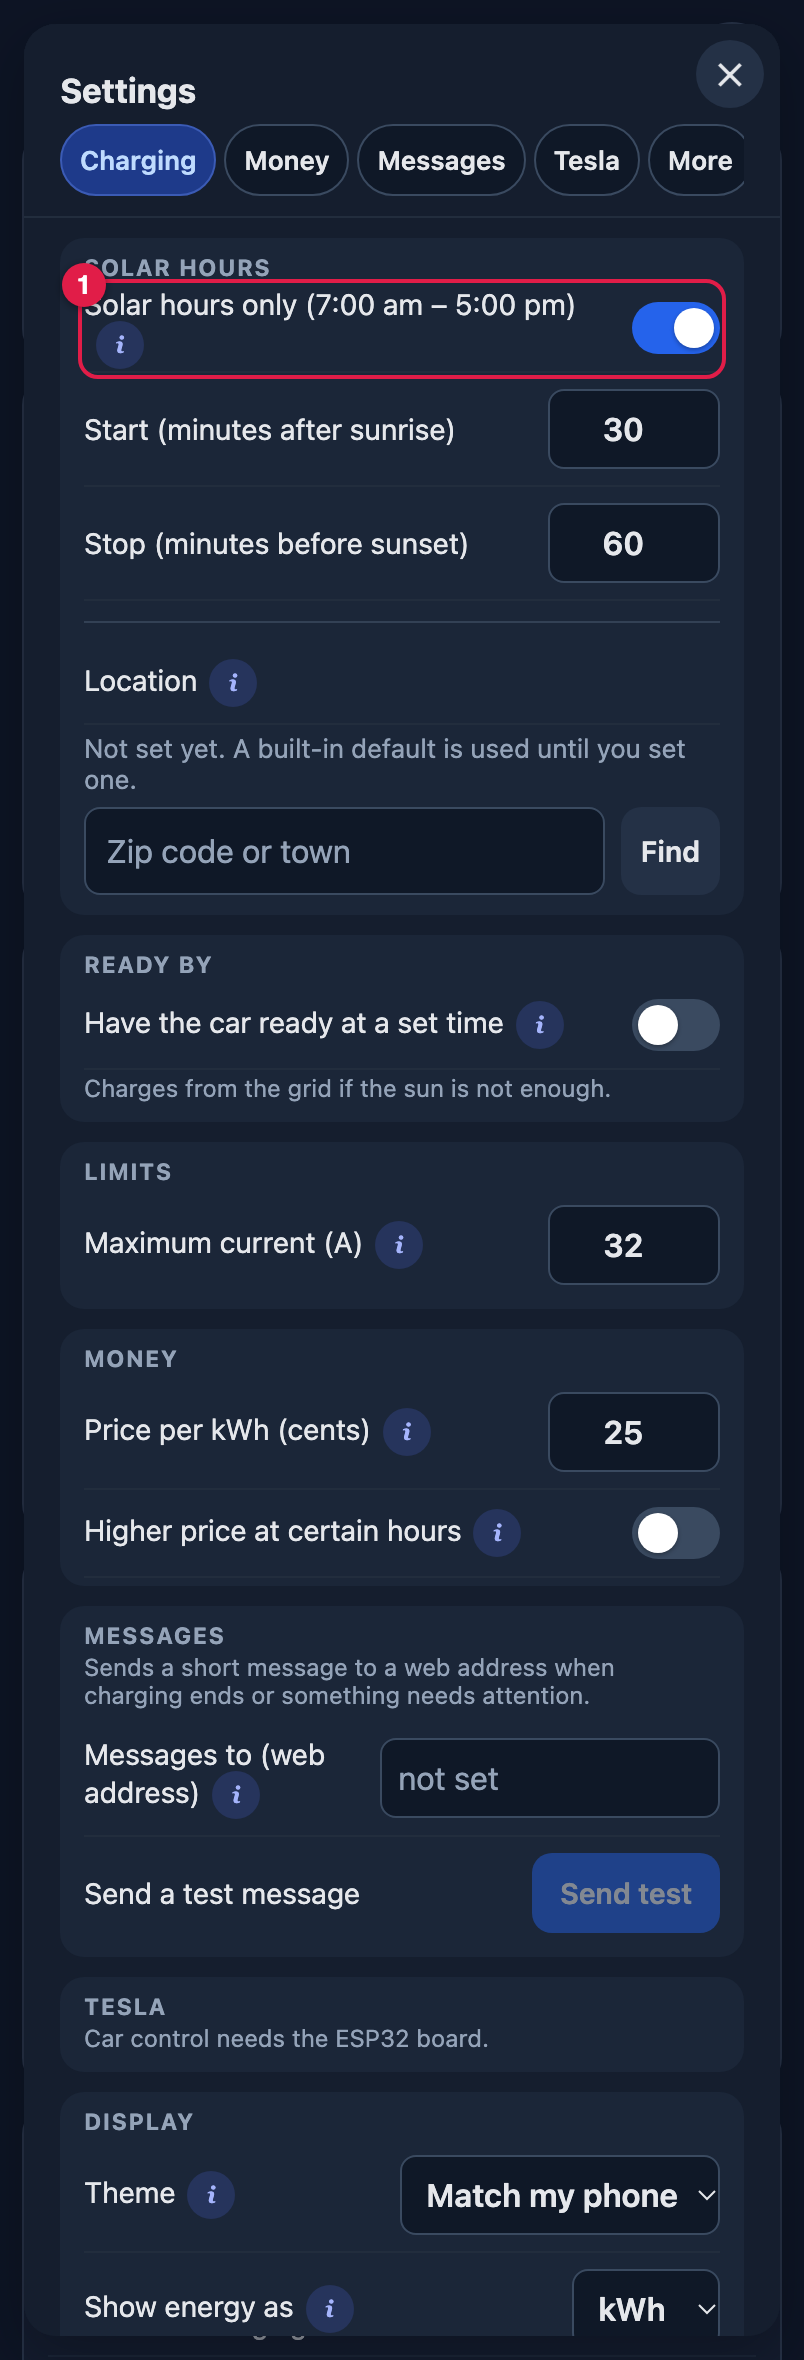 Settings
Charging Money Messages Tesla More
SOLAR HOURS
1
Solar hours only (7:00 am – 5:00 pm)
i
Start (minutes after sunrise) 30
Stop (minutes before sunset) 60
Location i
Not set yet. A built-in default is used until you set
one.
Zip code or town Find
READY BY
Have the car ready at a set time i
Charges from the grid if the sun is not enough.
LIMITS
Maximum current (A) i 32
MONEY
Price per kWh (cents) i 25
Higher price at certain hours i
MESSAGES
Sends a short message to a web address when
charging ends or something needs attention.
Messages to (web
address) i not set
Send a test message Send test
TESLA
Car control needs the ESP32 board.
DISPLAY
Theme i Match my phone
Show energy as i kWh